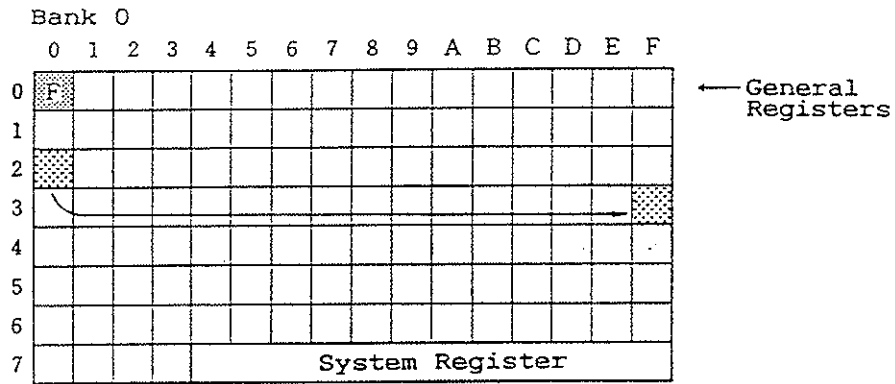 Bank 0
0 1 2 3 4 5 6 7 8 9 A B C D E F
0 F ← General
Registers
1
2
3
4
5
6
7 System Register